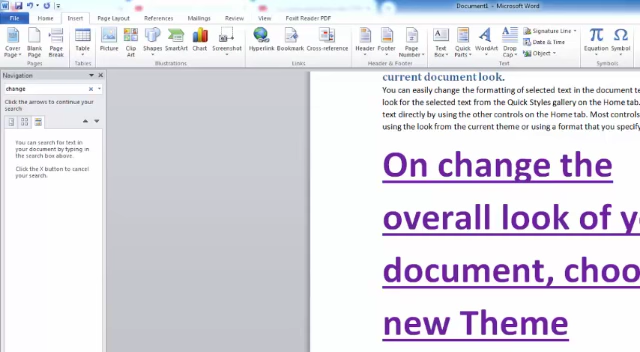 Document1 - Microsoft Word
File
Home
Insert
Page Layout
References
Mailings
Review
View
Foxit Reader PDF
Cover Page
Blank Page
Page Break
Table
Picture
Clip Art
Shapes
SmartArt
Chart
Screenshot
Hyperlink
Bookmark
Cross-reference
Header
Footer
Page Number
Text Box
Quick Parts
WordArt
Drop Cap
Signature Line
Date & Time
Object
Equation
Symbol
Pages
Tables
Illustrations
Links
Header & Footer
Text
Symbols
Navigation
change
Click the arrows to continue your
search
You can search for text in
your document by typing in
the search box above.
Click the X button to cancel
your search.
current document look.
You can easily change the formatting of selected text in the document te
look for the selected text from the Quick Styles gallery on the Home tab.
text directly by using the other controls on the Home tab. Most controls
using the look from the current theme or using a format that you specify
On change the
overall look of yo
document, choo
new Theme